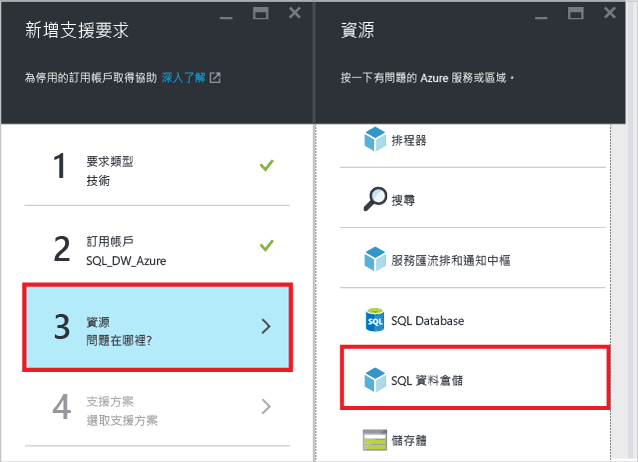 新增支援要求
為停用的訂用帳戶取得協助 深入了解
1
要求類型
技術
2
訂用帳戶
SQL_DW_Azure
3
資源
問題在哪裡?
4
支援方案
選取支援方案
資源
按一下有問題的 Azure 服務或區域。
排程器
搜尋
服務匯流排和通知中樞
SQL Database
SQL
SQL 資料倉儲
儲存體